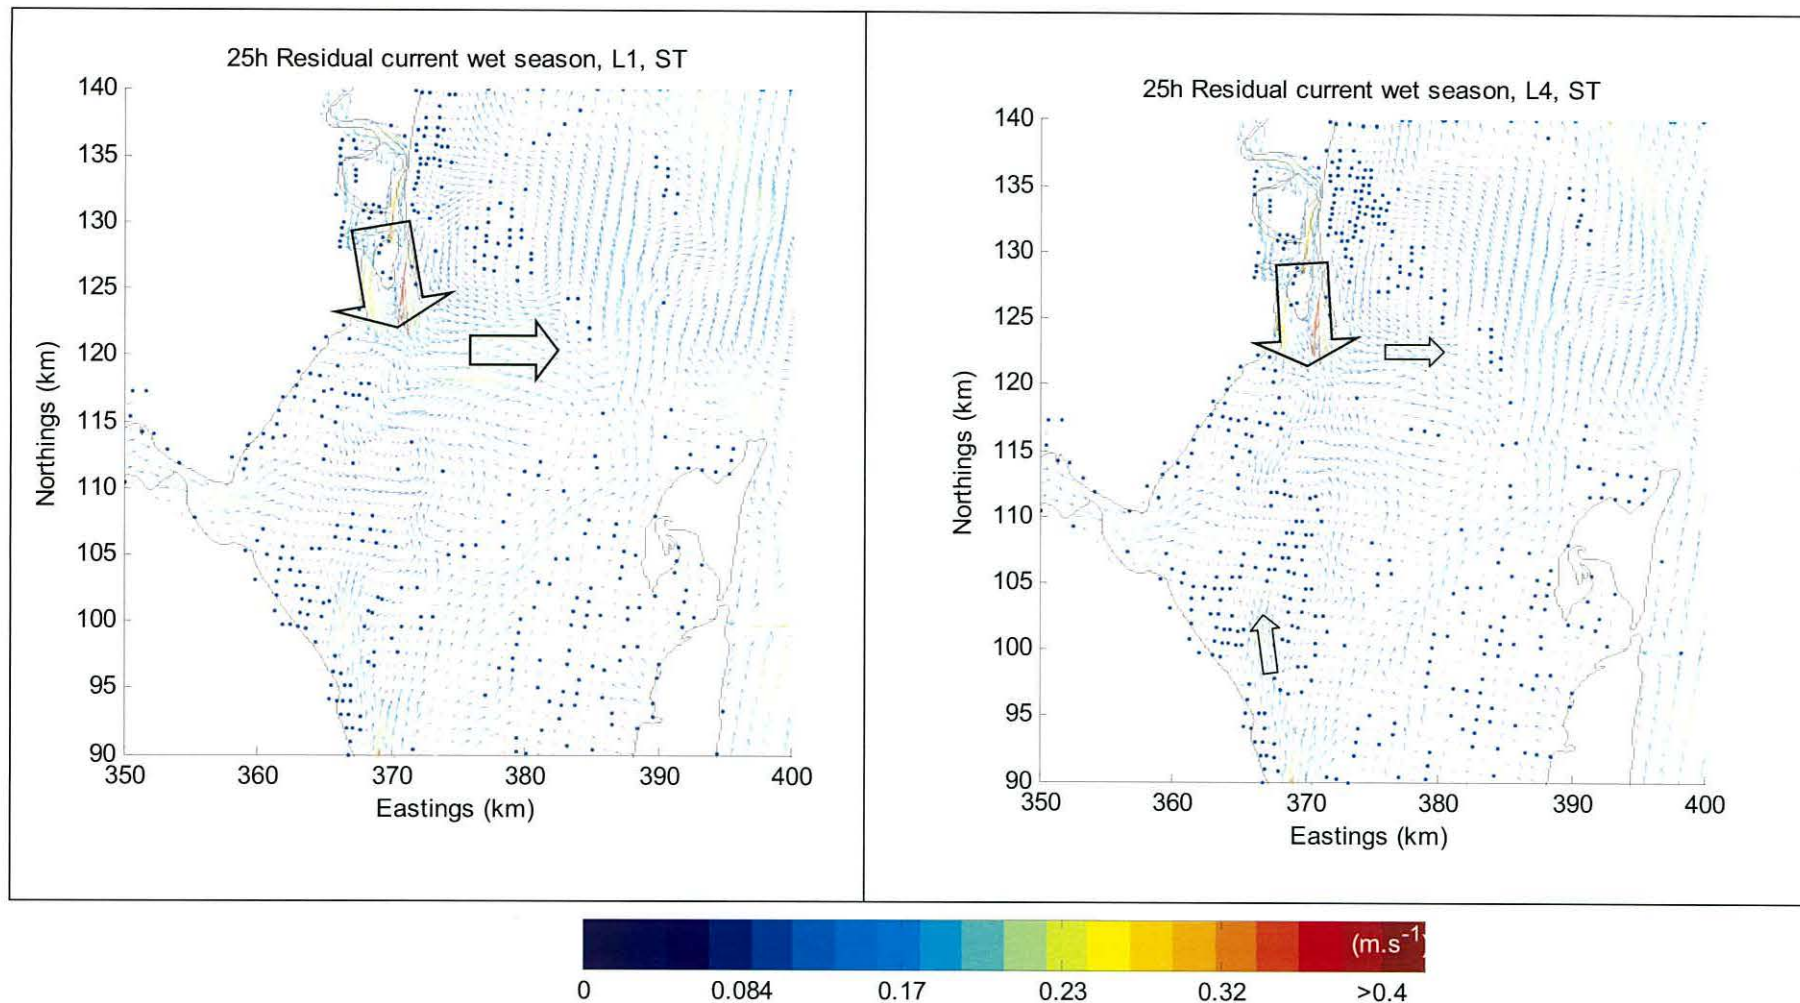 25h Residual current wet season, L1, ST
140
135
130
125
120
115
110
105
100
95
90
350 360 370 380 390 400
Northings (km)
Eastings (km)
25h Residual current wet season, L4, ST
140
135
130
125
120
115
110
105
100
95
90
350 360 370 380 390 400
Northings (km)
Eastings (km)
(m.s⁻¹)
0 0.084 0.17 0.23 0.32 >0.4